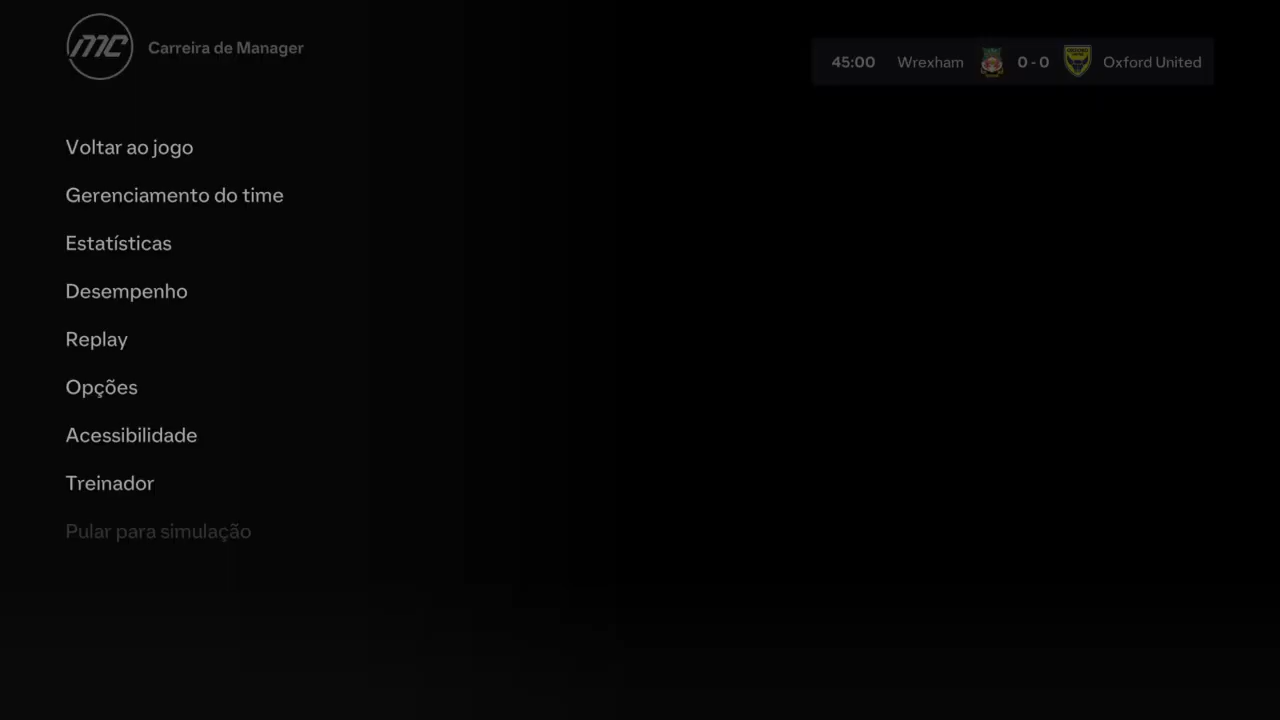 MC Carreira de Manager
45:00 Wrexham 0 - 0 Oxford United
Voltar ao jogo
Gerenciamento do time
Estatísticas
Desempenho
Replay
Opções
Acessibilidade
Treinador
Pular para simulação